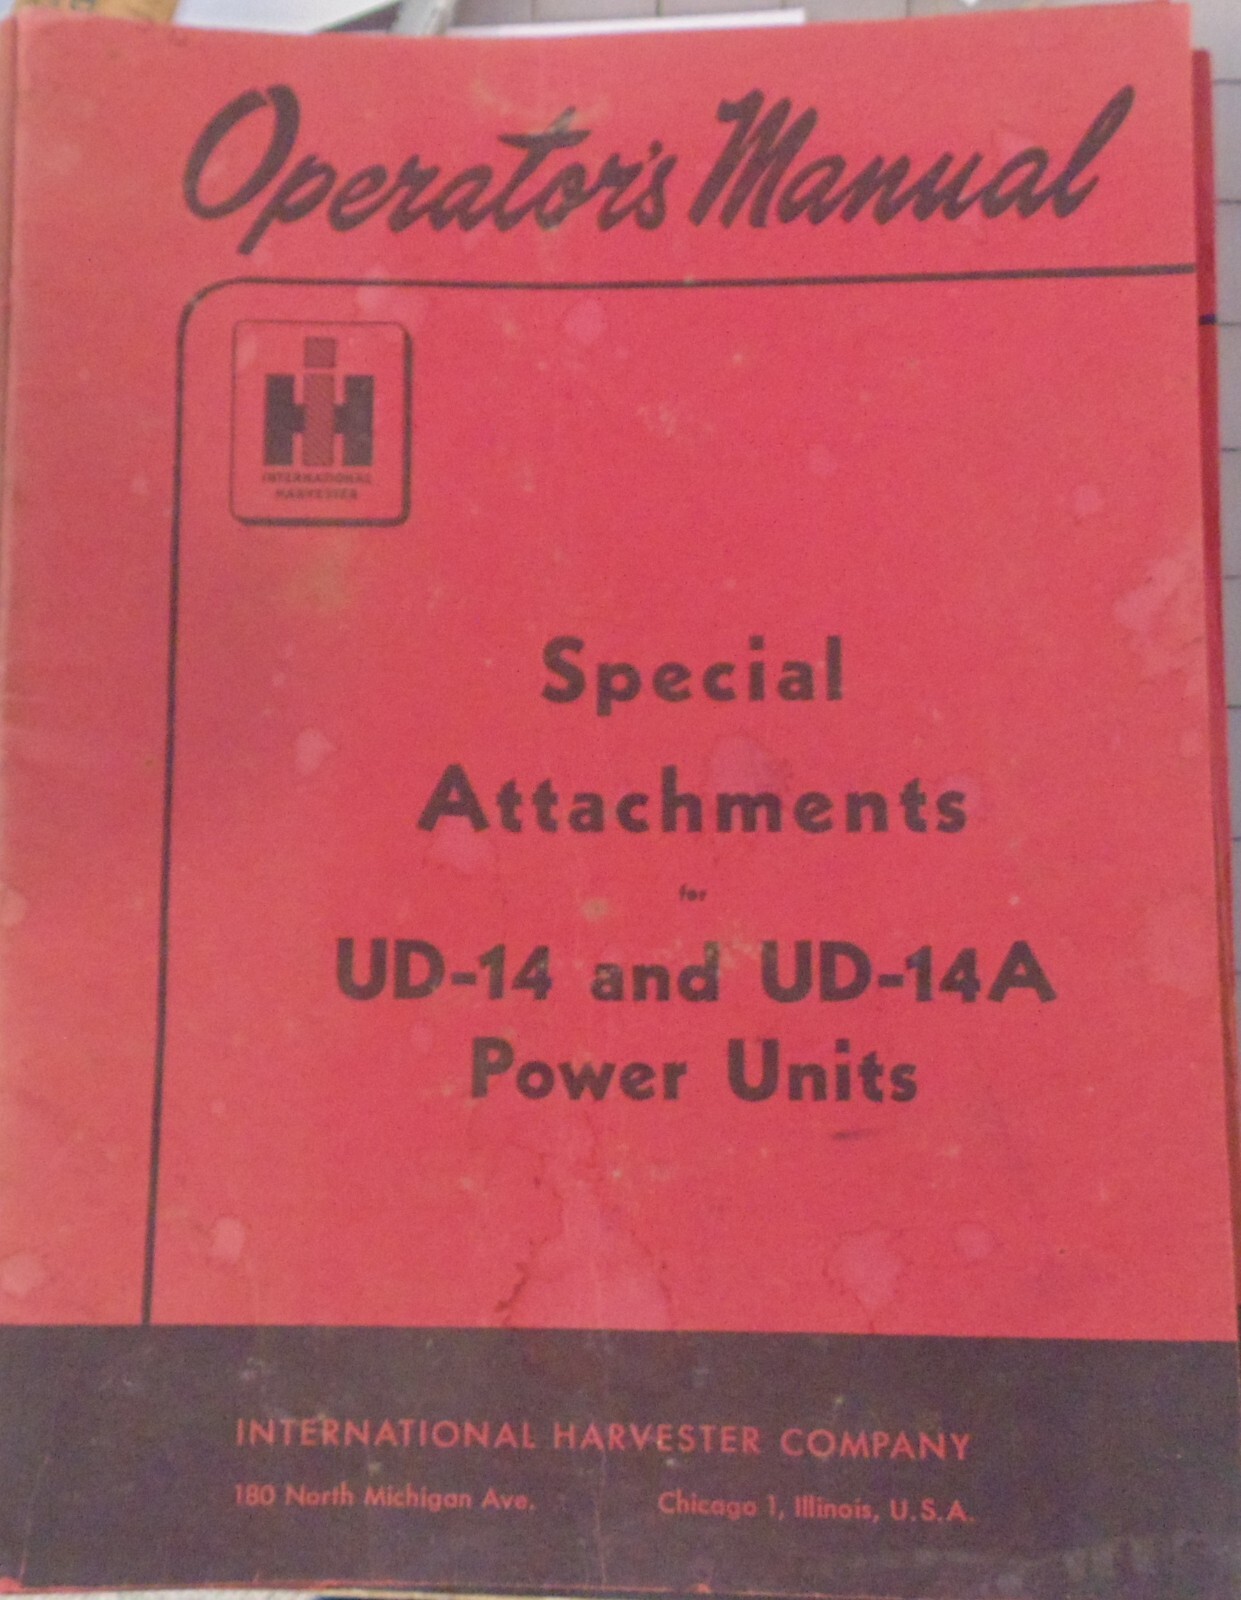 Operator's Manual
IH
INTERNATIONAL
HARVESTER
Special
Attachments
for
UD-14 and UD-14A
Power Units
INTERNATIONAL HARVESTER COMPANY
180 North Michigan Ave. Chicago 1, Illinois, U.S.A.